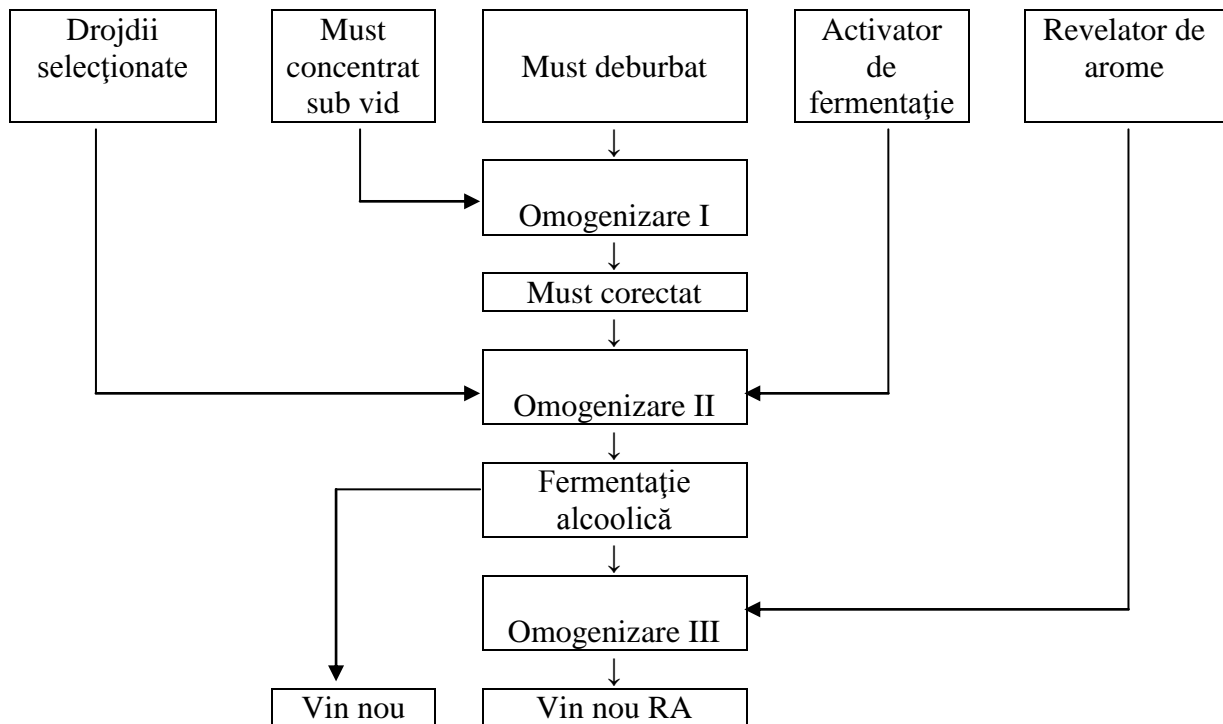 Drojdii
selecţionate
Must
concentrat
sub vid
Must deburbat
Activator
de
fermentaţie
Revelator de
arome
↓
Omogenizare I
↓
Must corectat
↓
Omogenizare II
↓
Fermentaţie
alcoolică
↓
Omogenizare III
↓
Vin nou
Vin nou RA